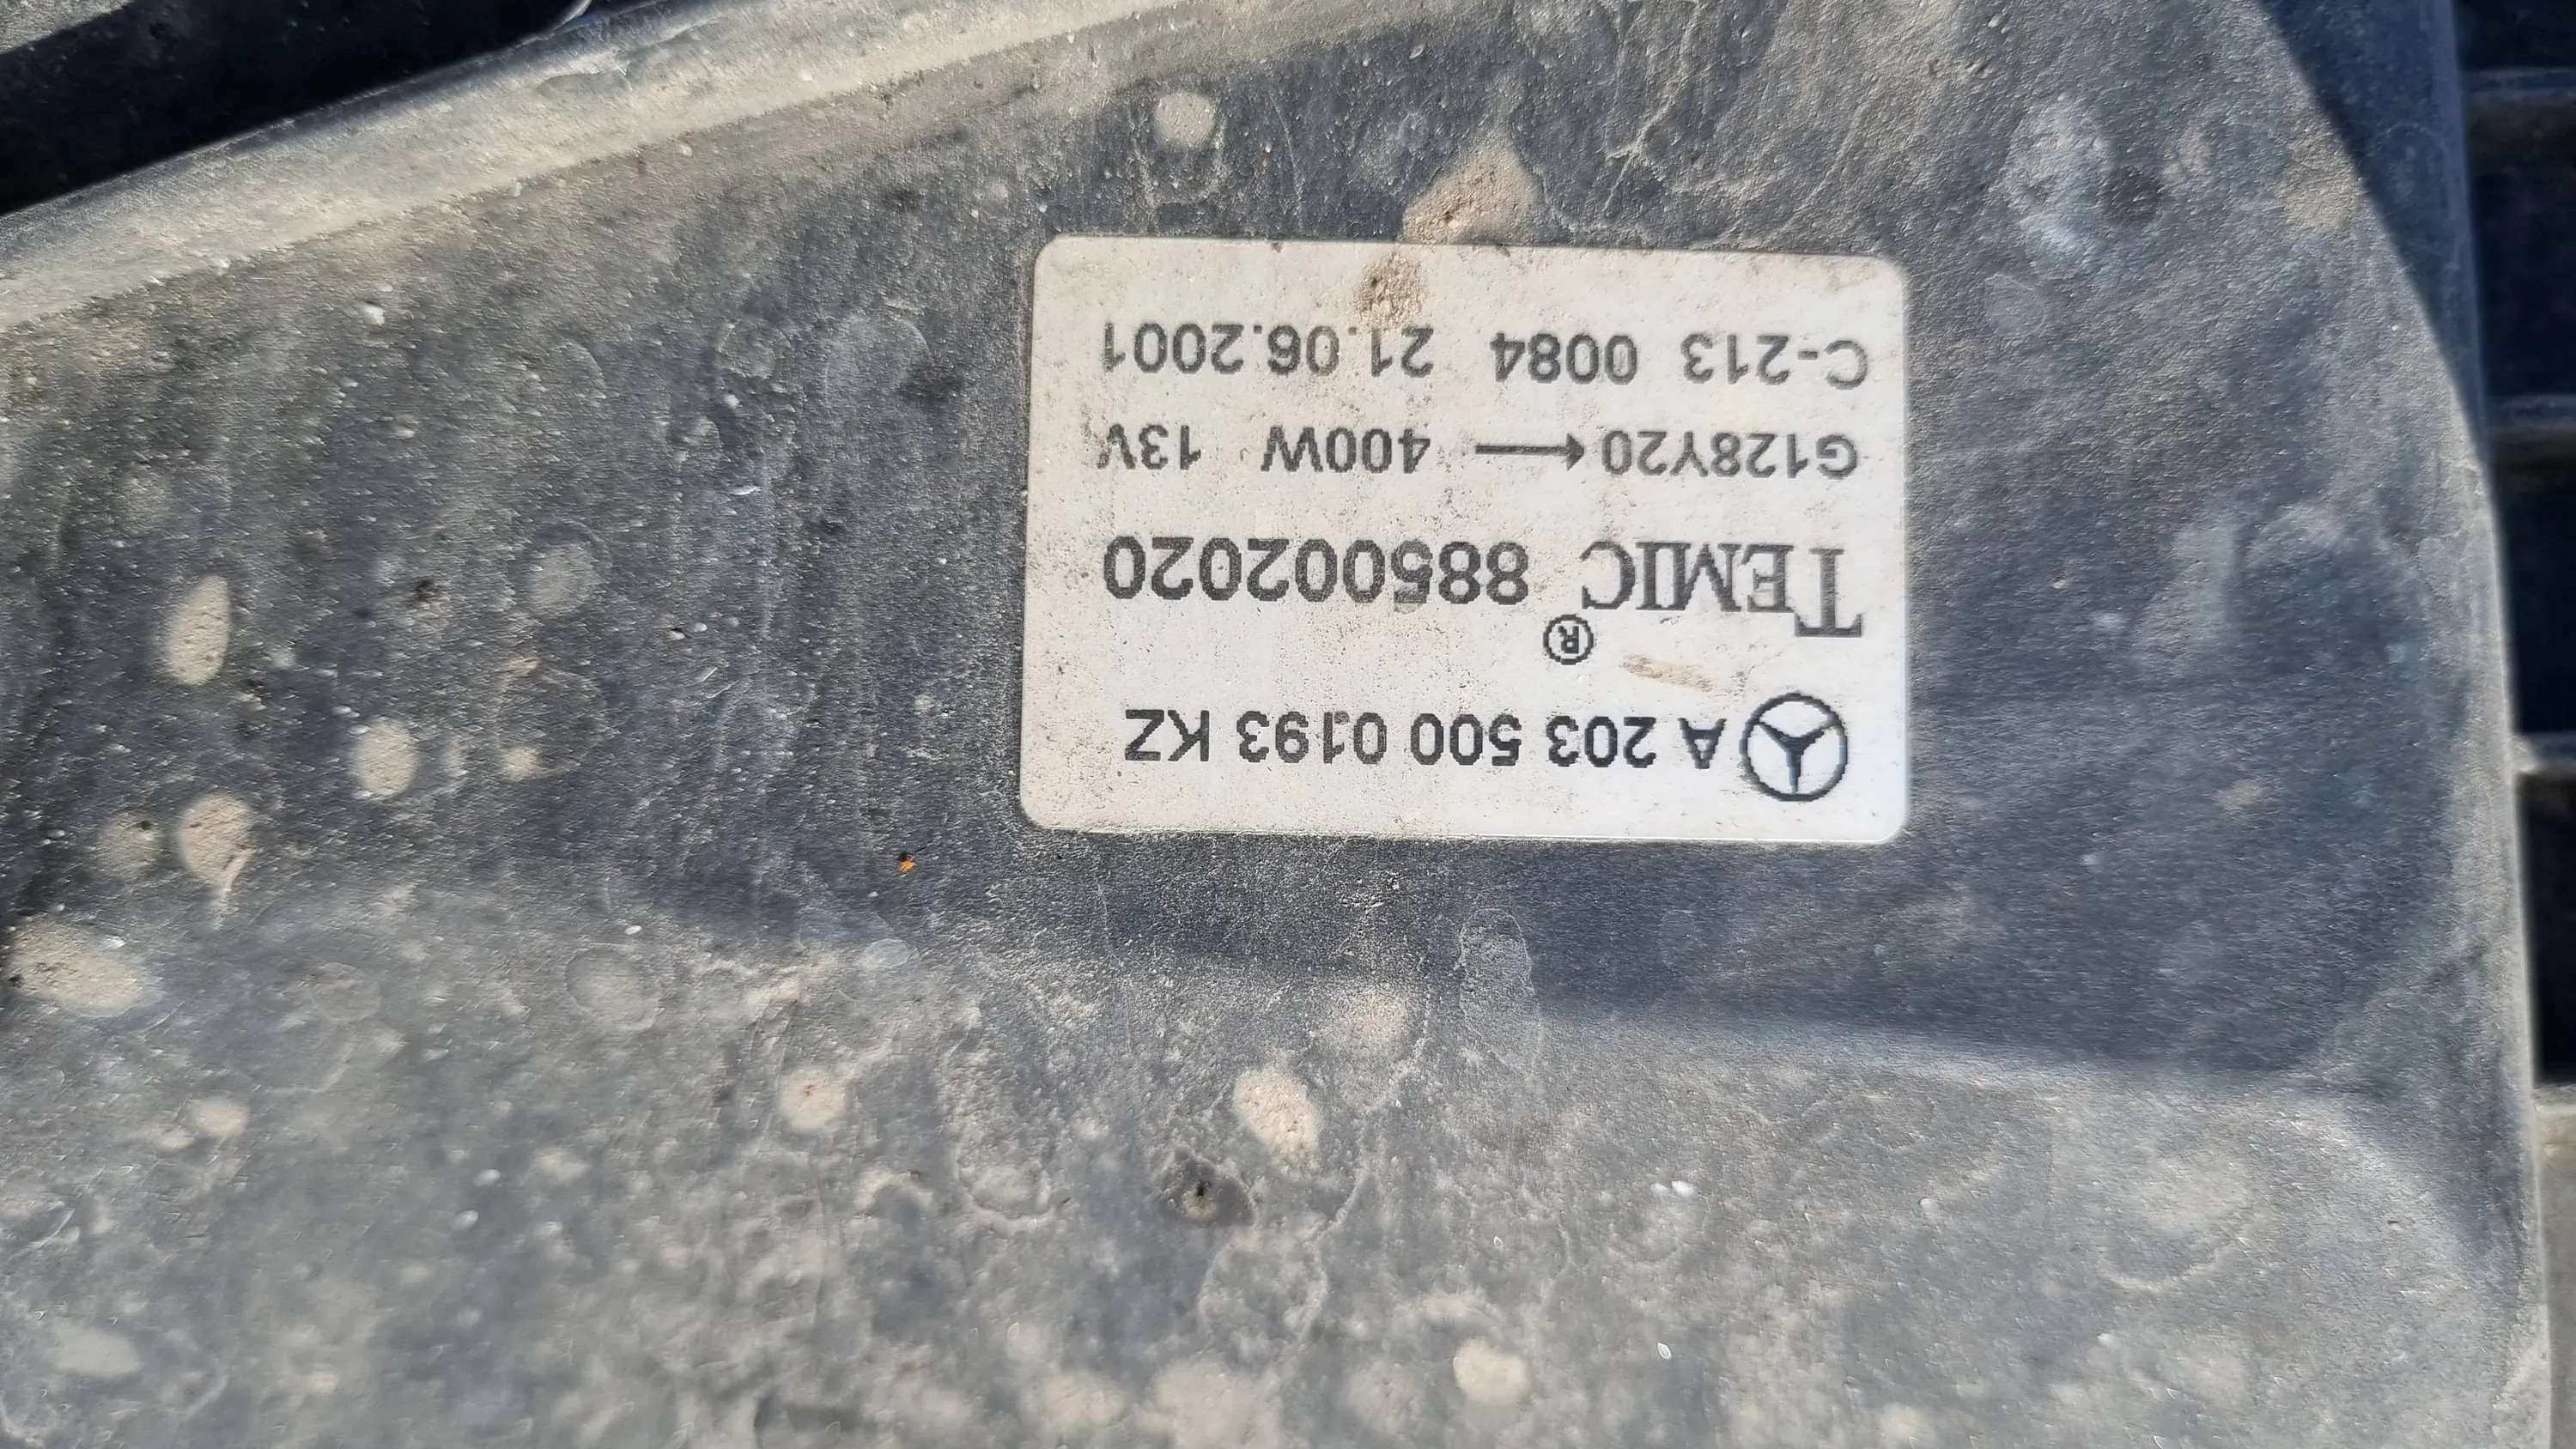 A 203 500 0193 KZ
TEMIC® 885002020
G128Y20 → 400W 13V
C-213 0084 21.06.2001